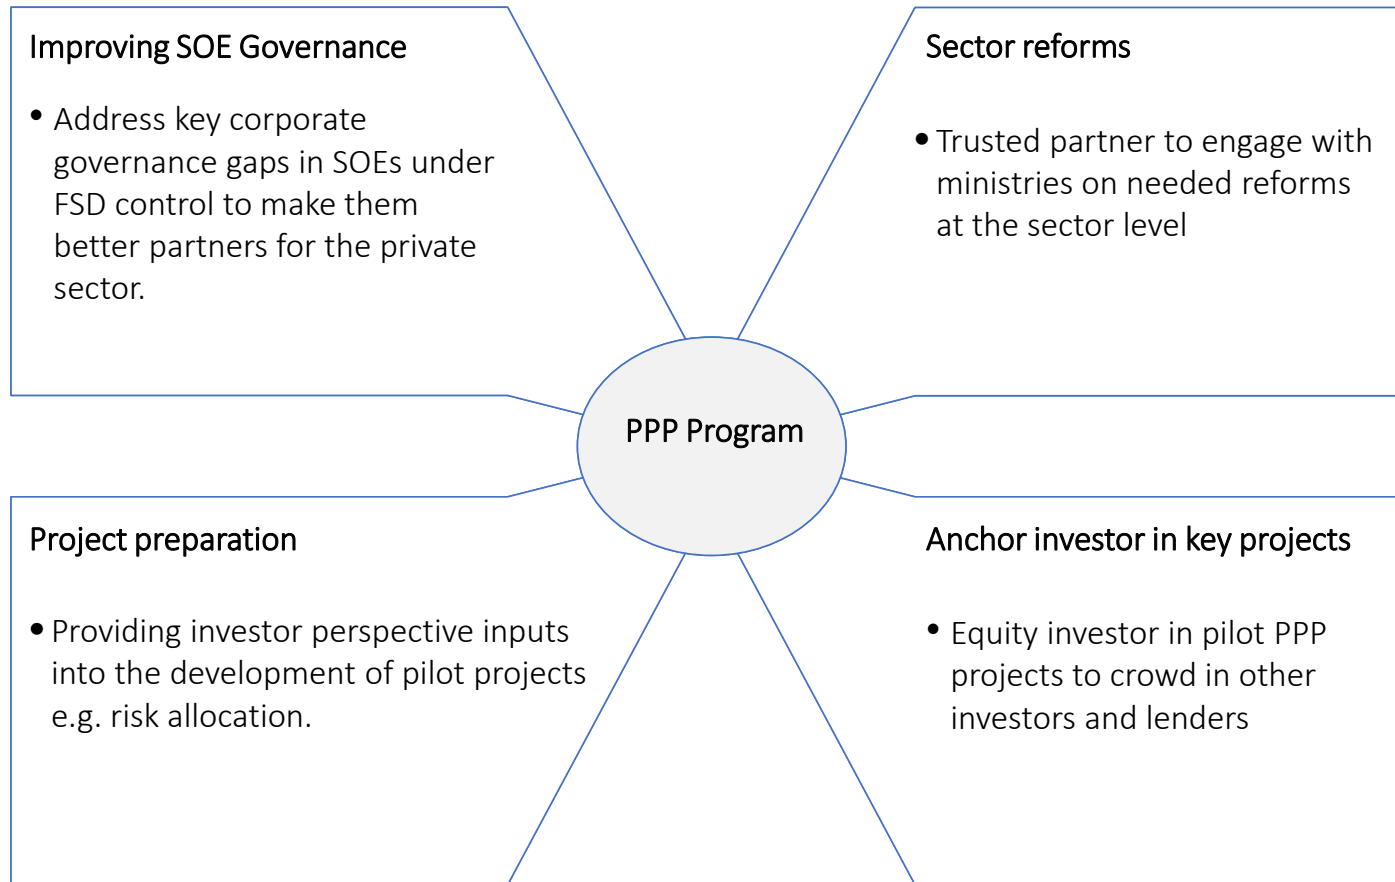 Improving SOE Governance
• Address key corporate
governance gaps in SOEs under
FSD control to make them
better partners for the private
sector.
Sector reforms
• Trusted partner to engage with
ministries on needed reforms
at the sector level
PPP Program
Project preparation
• Providing investor perspective inputs
into the development of pilot projects
e.g. risk allocation.
Anchor investor in key projects
• Equity investor in pilot PPP
projects to crowd in other
investors and lenders